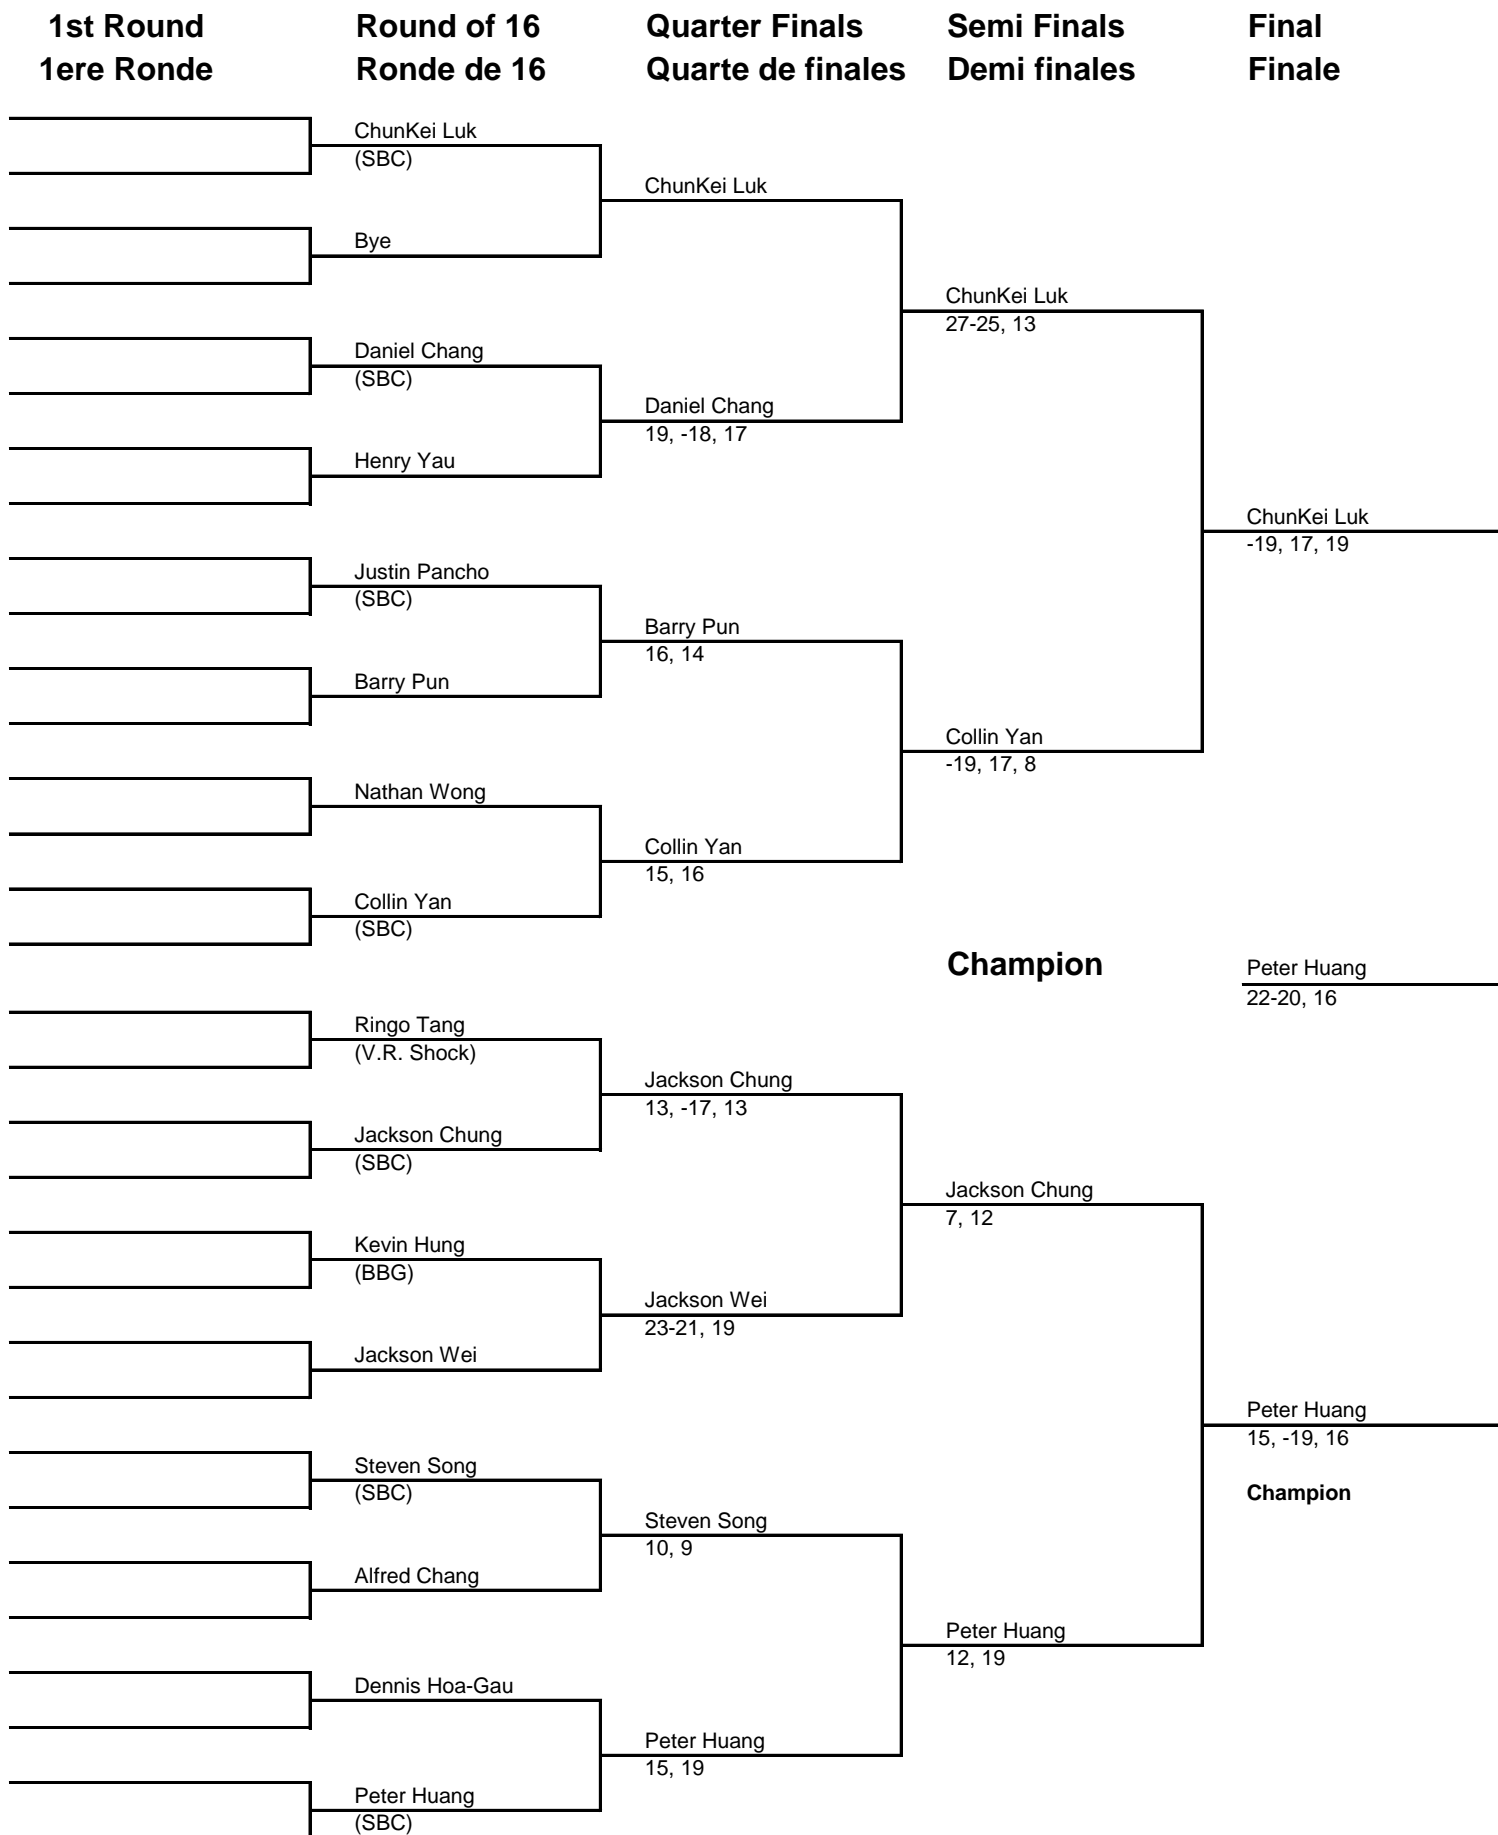 1st Round
1ere Ronde
Round of 16
Ronde de 16
Quarter Finals
Quarte de finales
Semi Finals
Demi finales
Final
Finale
ChunKei Luk
(SBC)
ChunKei Luk
Bye
ChunKei Luk
27-25, 13
Daniel Chang
(SBC)
Daniel Chang
19, -18, 17
Henry Yau
ChunKei Luk
-19, 17, 19
Justin Pancho
(SBC)
Barry Pun
16, 14
Barry Pun
Collin Yan
-19, 17, 8
Nathan Wong
Collin Yan
15, 16
Collin Yan
(SBC)
Champion
Peter Huang
22-20, 16
Ringo Tang
(V.R. Shock)
Jackson Chung
13, -17, 13
Jackson Chung
(SBC)
Jackson Chung
7, 12
Kevin Hung
(BBG)
Jackson Wei
23-21, 19
Jackson Wei
Peter Huang
15, -19, 16
Steven Song
(SBC)
Champion
Steven Song
10, 9
Alfred Chang
Peter Huang
12, 19
Dennis Hoa-Gau
Peter Huang
15, 19
Peter Huang
(SBC)